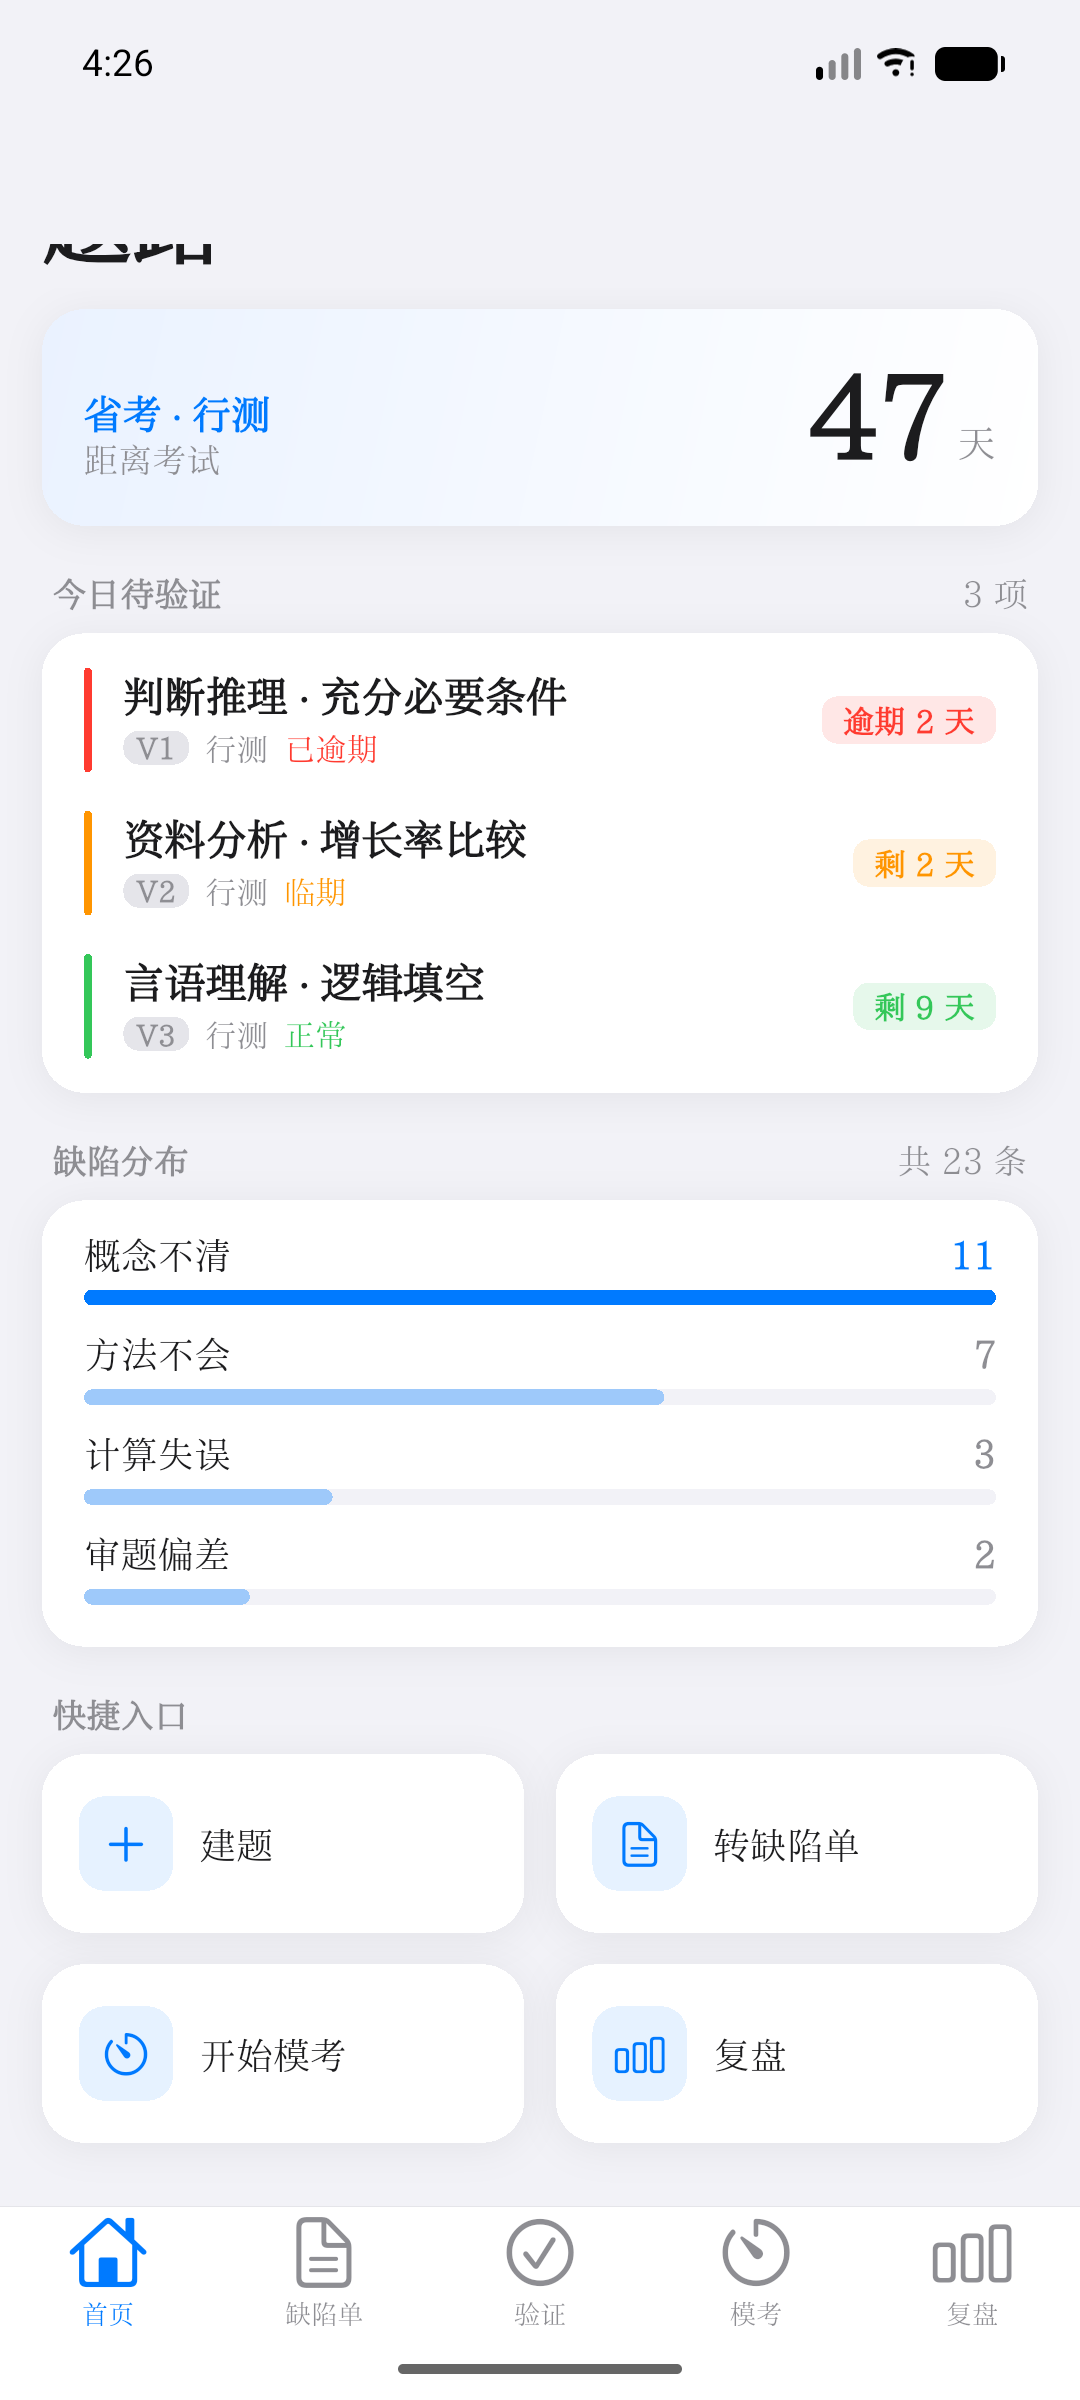 4:26
省考 · 行测
距离考试
47 天
今日待验证
3 项
判断推理 · 充分必要条件
V1 行测 已逾期
逾期 2 天
资料分析 · 增长率比较
V2 行测 临期
剩 2 天
言语理解 · 逻辑填空
V3 行测 正常
剩 9 天
缺陷分布
共 23 条
概念不清
11
方法不会
7
计算失误
3
审题偏差
2
快捷入口
建题
转缺陷单
开始模考
复盘
首页
缺陷单
验证
模考
复盘